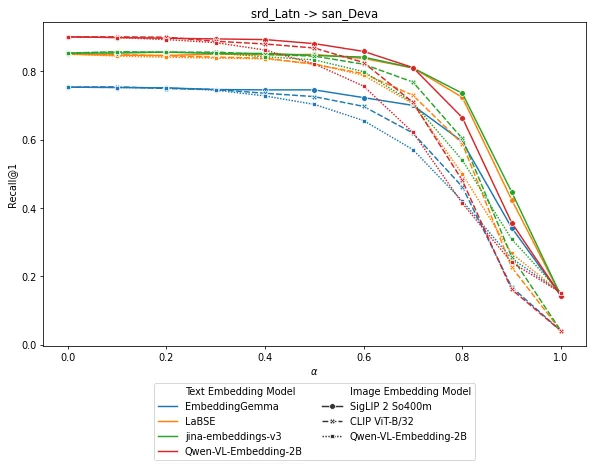 srd_Latn -> san_Deva
Recall@1
0.8
0.6
0.4
0.2
0.0
0.0 0.2 0.4 0.6 0.8 1.0
α
Text Embedding Model
EmbeddingGemma
LaBSE
jina-embeddings-v3
Qwen-VL-Embedding-2B
Image Embedding Model
SigLIP 2 So400m
CLIP ViT-B/32
Qwen-VL-Embedding-2B